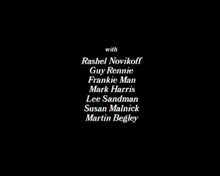 with
Rashel Novikoff
Guy Rennie
Frankie Man
Mark Harris
Lee Sandman
Susan Malnick
Martin Begley